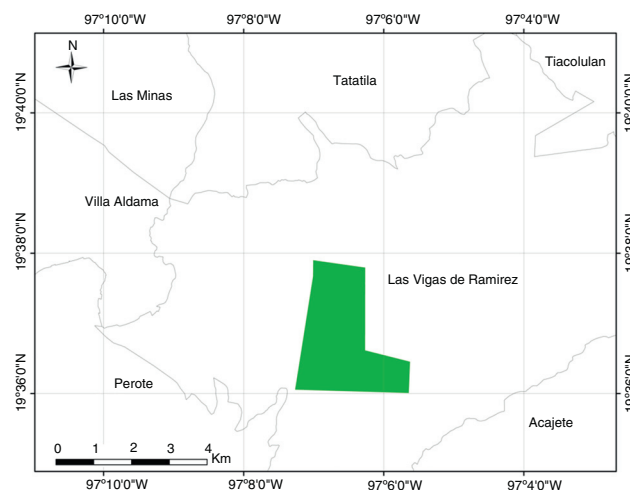 97°10'0"W 97°8'0"W 97°6'0"W 97°4'0"W
N
Tiacolulan
Tatatila
Las Minas
19°40'0"N 19°40'0"N
Villa Aldama
19°38'0"N 19°38'0"N
Las Vigas de Ramirez
Perote
19°36'0"N 19°36'0"N
Acajete
0 1 2 3 4
Km
97°10'0"W 97°8'0"W 97°6'0"W 97°4'0"W